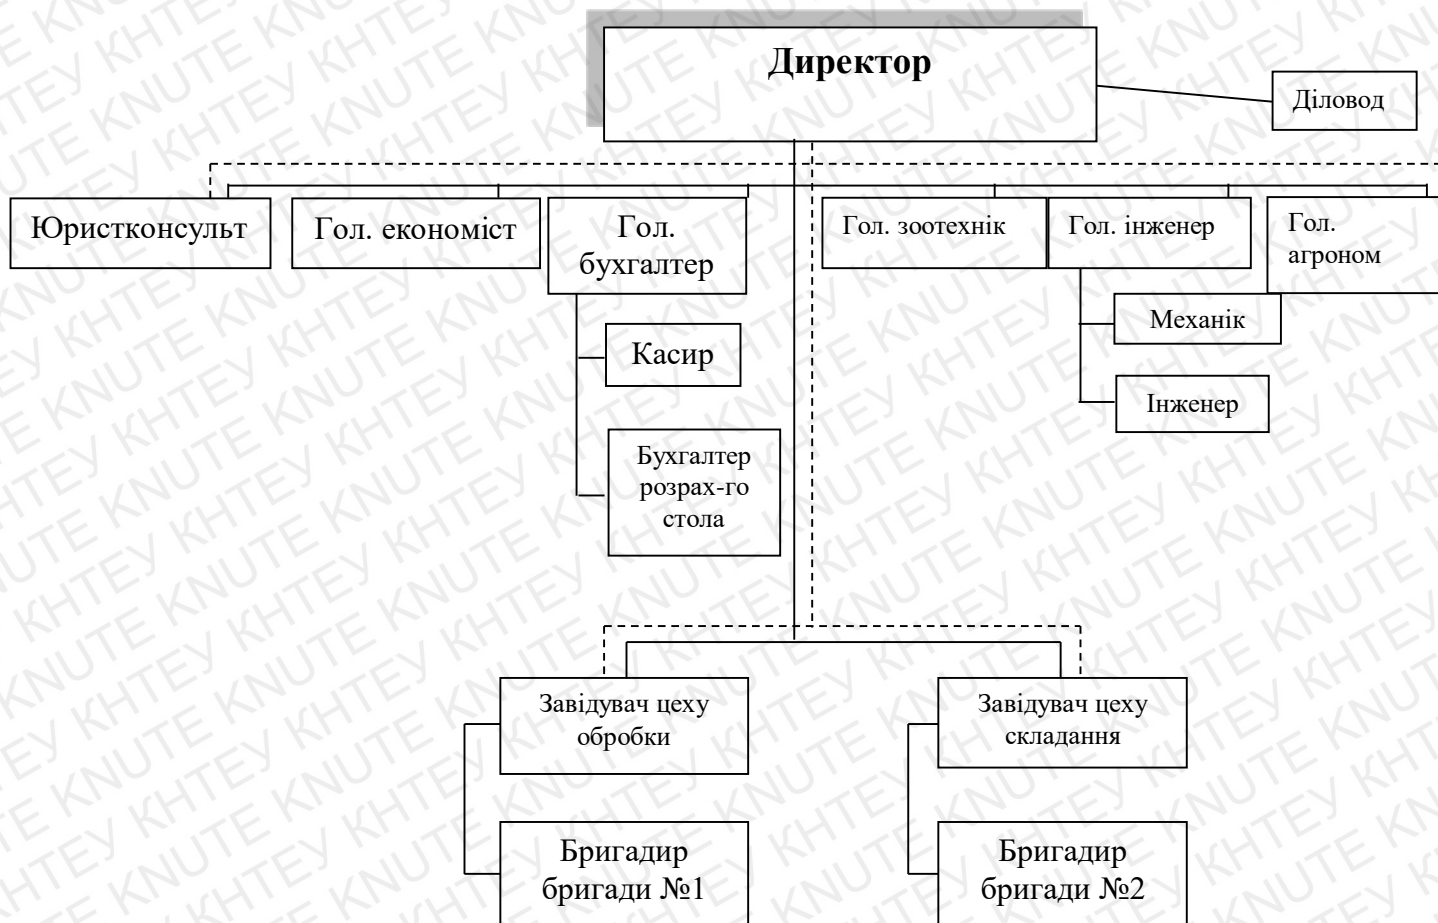 Директор
Діловод
Юристконсульт
Гол. економіст
Гол.
бухгалтер
Гол. зоотехнік
Гол. інженер
Гол.
агроном
Механік
Касир
Інженер
Бухгалтер
розрах-го
стола
Завідувач цеху
обробки
Завідувач цеху
складання
Бригадир
бригади №1
Бригадир
бригади №2